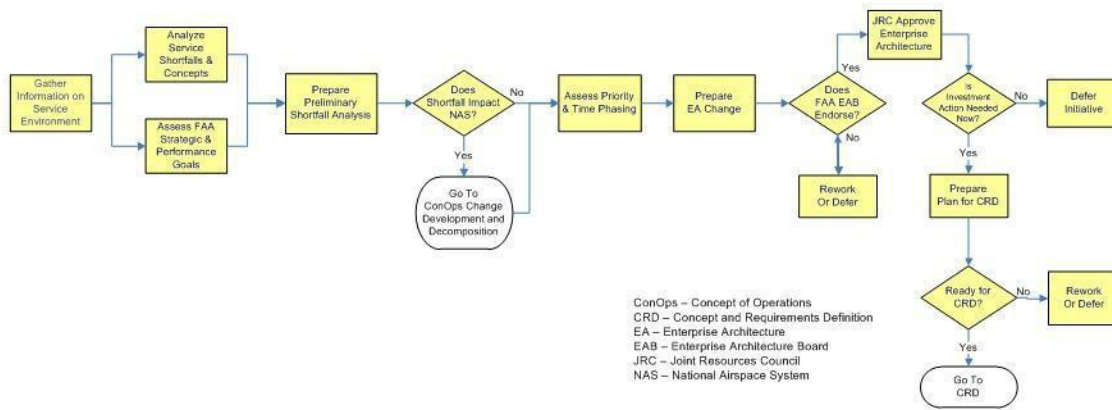 Gather
Information on
Service
Environment
Analyze
Service
Shortfalls &
Concepts
Assess FAA
Strategic &
Performance
Goals
Prepare
Preliminary
Shortfall Analysis
Does
Shortfall Impact
NAS?
No
Yes
Go To
ConOps Change
Development and
Decomposition
Assess Priority
& Time Phasing
Prepare
EA Change
Does
FAA EAB
Endorse?
Yes
No
Rework
Or Defer
JRC Approve
Enterprise
Architecture
Is
Investment
Action Needed
Now?
No
Defer
Initiative
Yes
Prepare
Plan for CRD
Ready for
CRD?
No
Rework
Or Defer
Yes
Go To
CRD
ConOps – Concept of Operations
CRD – Concept and Requirements Definition
EA – Enterprise Architecture
EAB – Enterprise Architecture Board
JRC – Joint Resources Council
NAS – National Airspace System